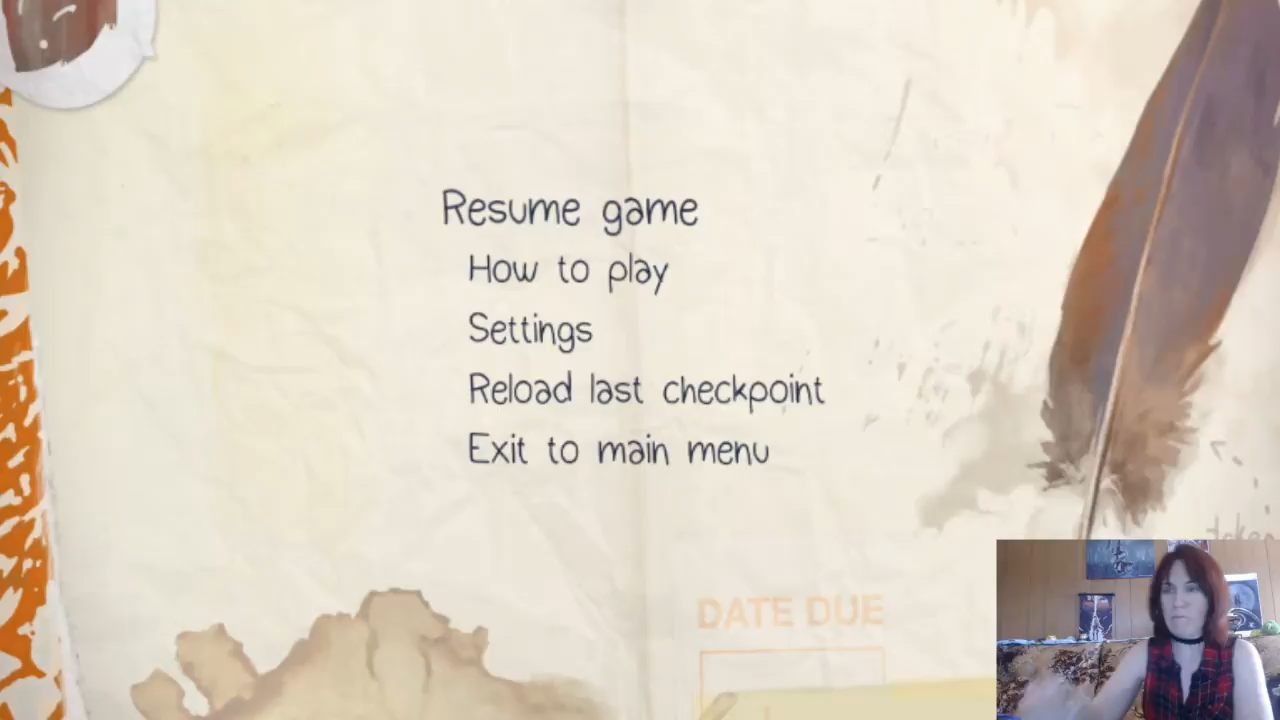 Resume game
How to play
Settings
Reload last checkpoint
Exit to main menu
DATE DUE